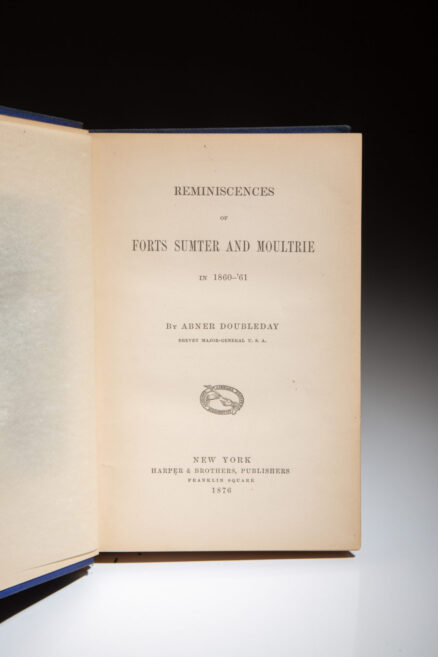 REMINISCENCES
OF
FORTS SUMTER AND MOULTRIE
IN 1860–'61
BY ABNER DOUBLEDAY
BREVET MAJOR-GENERAL U. S. A.
NEW YORK
HARPER & BROTHERS, PUBLISHERS
FRANKLIN SQUARE
1876